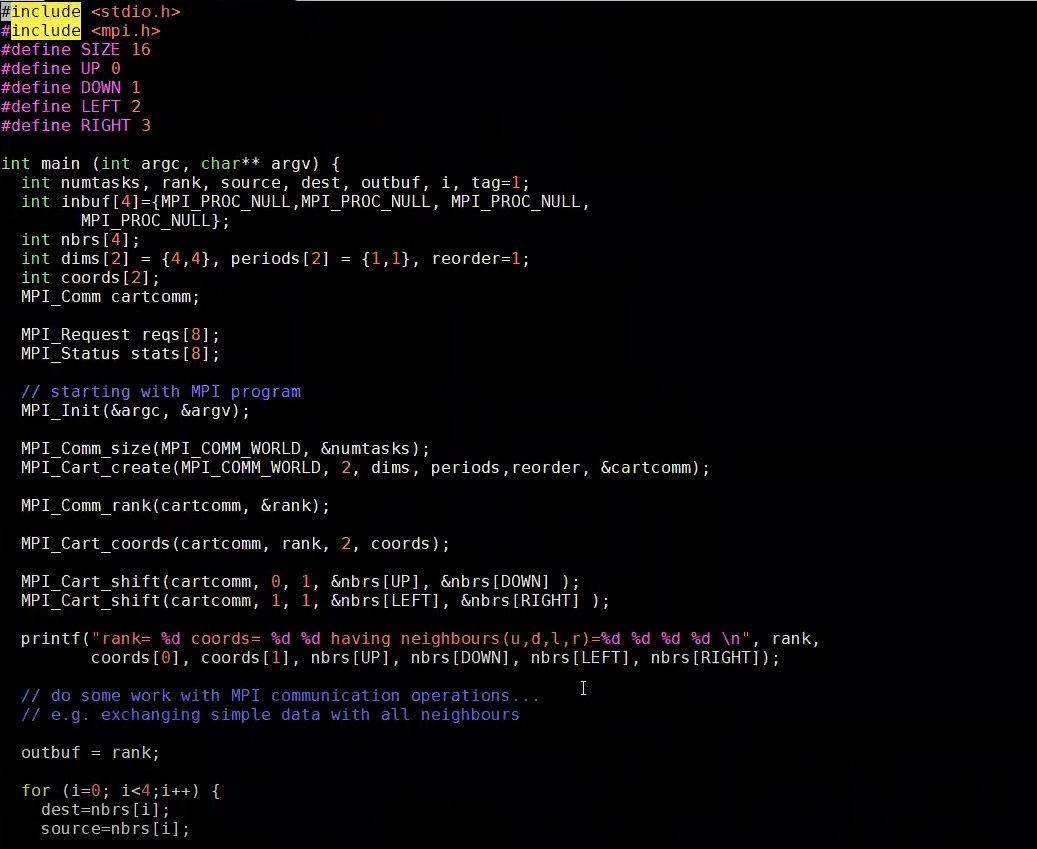 #include <stdio.h>
#include <mpi.h>
#define SIZE 16
#define UP 0
#define DOWN 1
#define LEFT 2
#define RIGHT 3
int main (int argc, char** argv) {
int numtasks, rank, source, dest, outbuf, i, tag=1;
int inbuf[4]={MPI_PROC_NULL,MPI_PROC_NULL, MPI_PROC_NULL,
MPI_PROC_NULL};
int nbrs[4];
int dims[2] = {4,4}, periods[2] = {1,1}, reorder=1;
int coords[2];
MPI_Comm cartcomm;
MPI_Request reqs[8];
MPI_Status stats[8];
// starting with MPI program
MPI_Init(&argc, &argv);
MPI_Comm_size(MPI_COMM_WORLD, &numtasks);
MPI_Cart_create(MPI_COMM_WORLD, 2, dims, periods,reorder, &cartcomm);
MPI_Comm_rank(cartcomm, &rank);
MPI_Cart_coords(cartcomm, rank, 2, coords);
MPI_Cart_shift(cartcomm, 0, 1, &nbrs[UP], &nbrs[DOWN] );
MPI_Cart_shift(cartcomm, 1, 1, &nbrs[LEFT], &nbrs[RIGHT] );
printf("rank= %d coords= %d %d having neighbours(u,d,l,r)=%d %d %d %d \n", rank,
coords[0], coords[1], nbrs[UP], nbrs[DOWN], nbrs[LEFT], nbrs[RIGHT]);
// do some work with MPI communication operations...
// e.g. exchanging simple data with all neighbours
outbuf = rank;
for (i=0; i<4;i++) {
dest=nbrs[i];
source=nbrs[i];